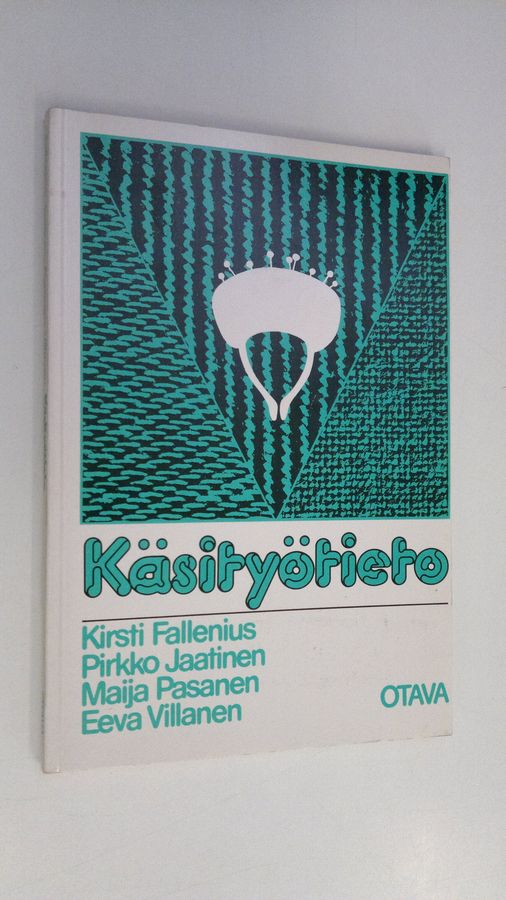 Käsityötieto
Kirsti Fallenius
Pirkko Jaatinen
Maija Pasanen
Eeva Villanen
OTAVA